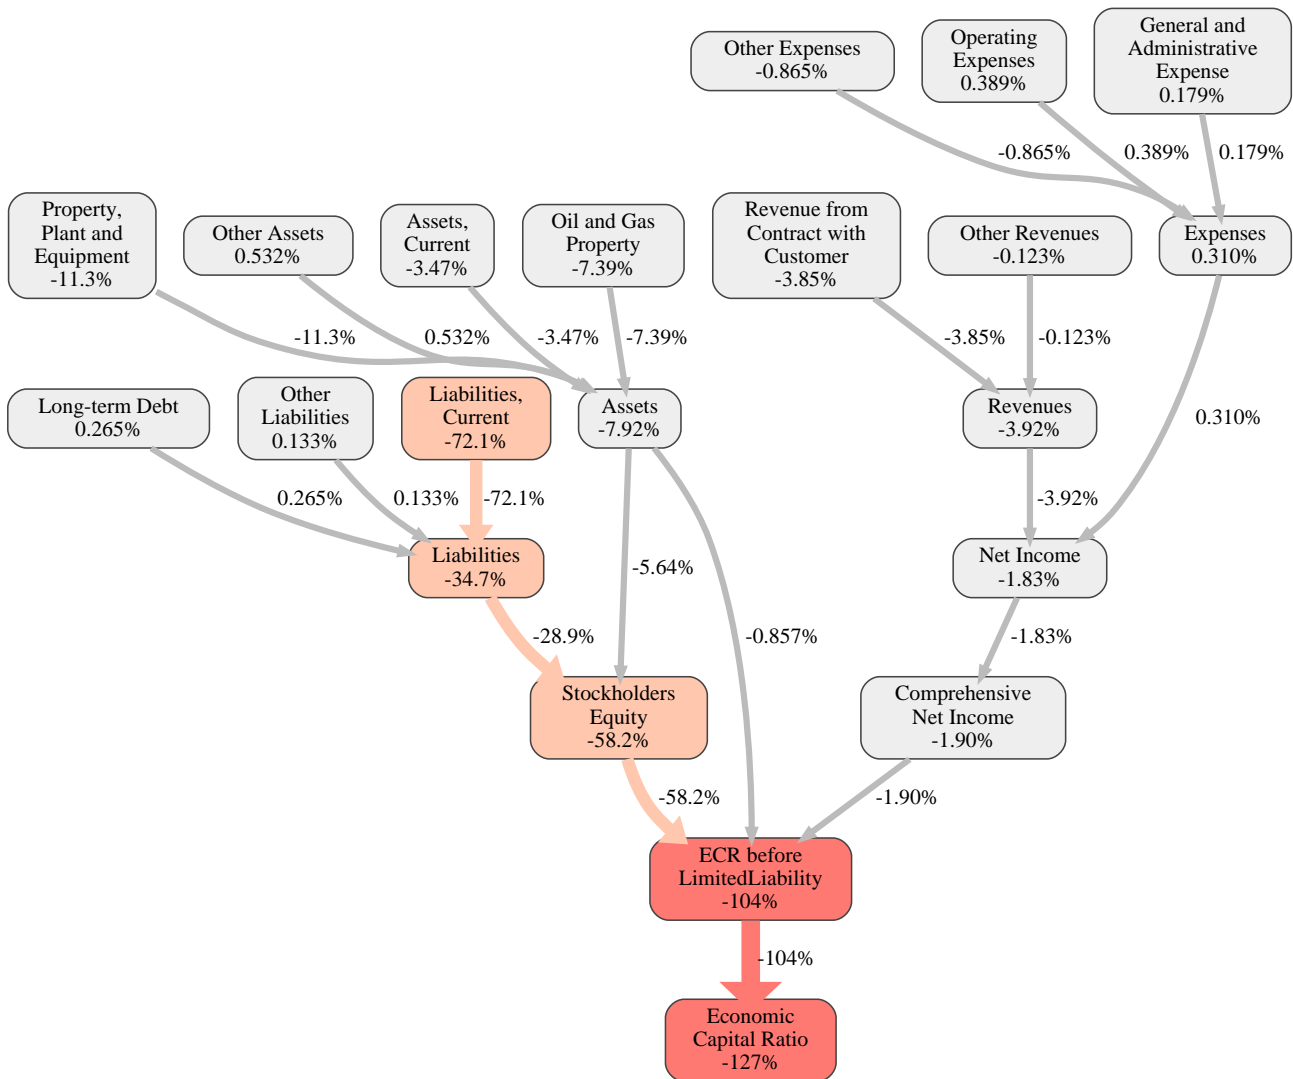 Other Expenses
-0.865%
Operating
Expenses
0.389%
General and
Administrative
Expense
0.179%
-0.865%
0.389%
0.179%
Property,
Plant and
Equipment
-11.3%
Other Assets
0.532%
Assets,
Current
-3.47%
Oil and Gas
Property
-7.39%
Revenue from
Contract with
Customer
-3.85%
Other Revenues
-0.123%
Expenses
0.310%
-11.3%
0.532%
-3.47%
-7.39%
-3.85%
-0.123%
Long-term Debt
0.265%
Other
Liabilities
0.133%
Liabilities,
Current
-72.1%
Assets
-7.92%
Revenues
-3.92%
0.310%
0.265%
0.133%
-72.1%
-3.92%
Liabilities
-34.7%
-5.64%
Net Income
-1.83%
-28.9%
-0.857%
-1.83%
Stockholders
Equity
-58.2%
Comprehensive
Net Income
-1.90%
-58.2%
-1.90%
ECR before
LimitedLiability
-104%
-104%
Economic
Capital Ratio
-127%